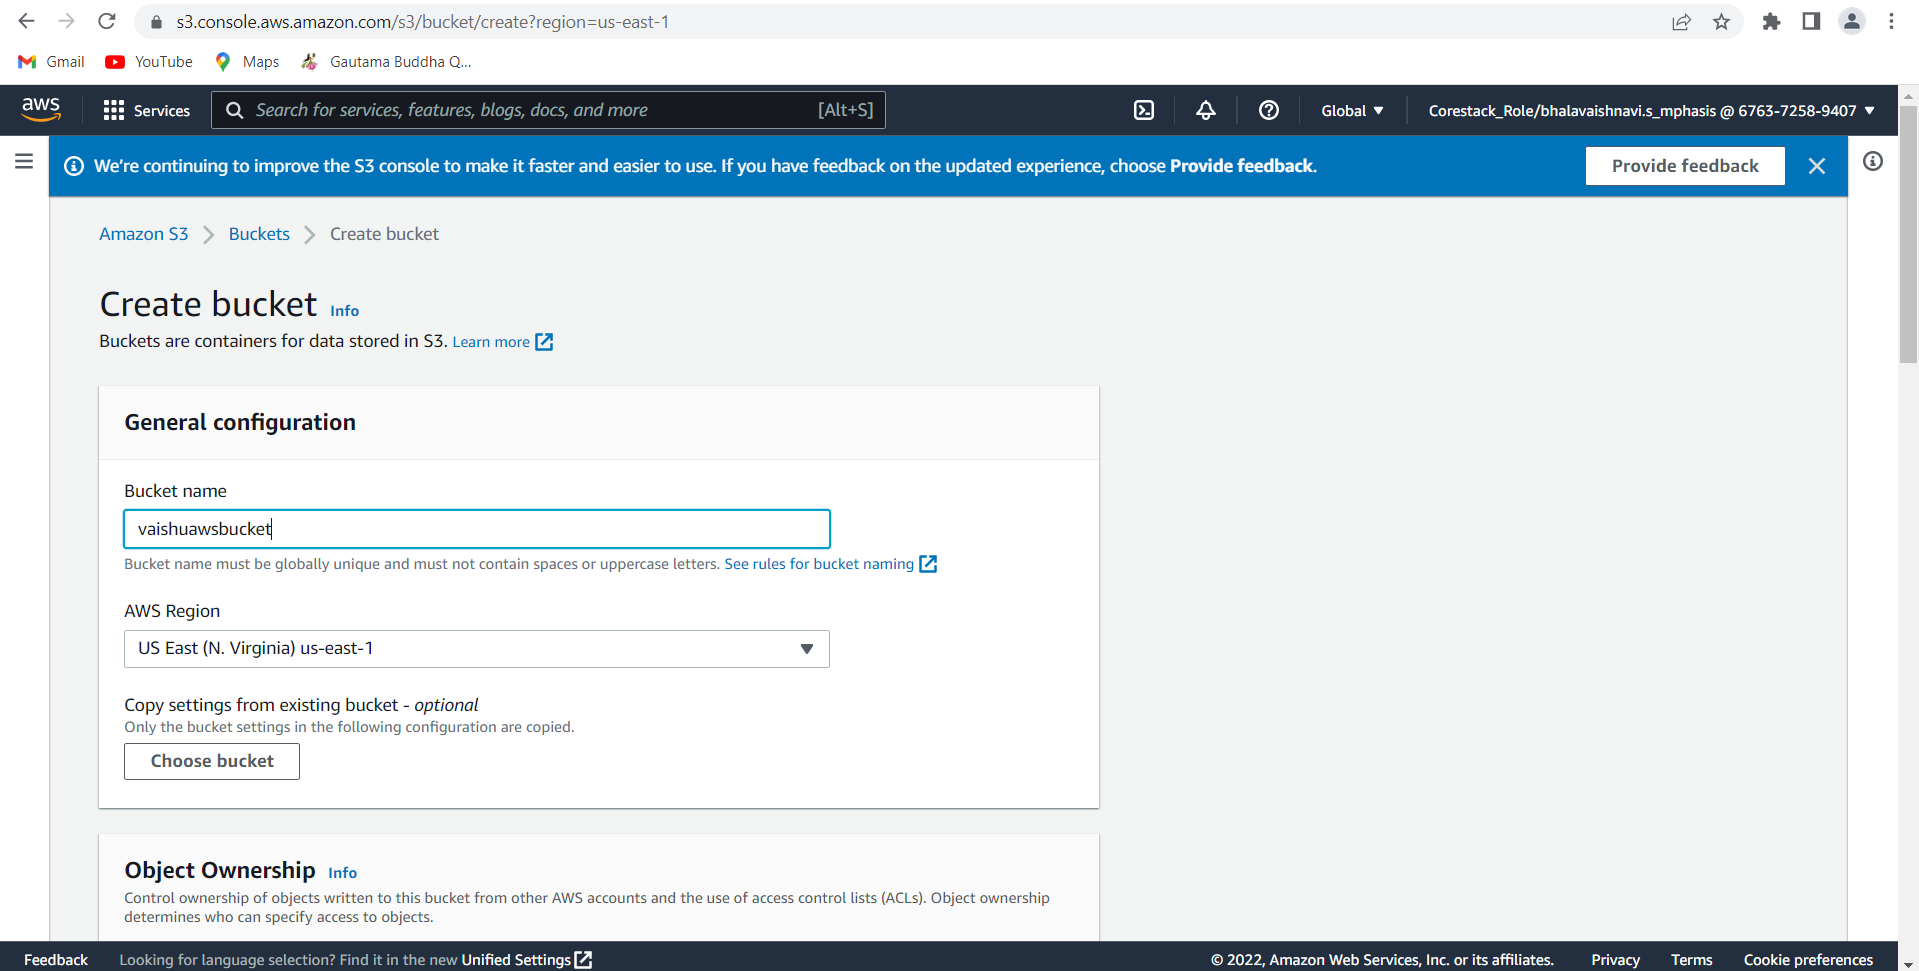 s3.console.aws.amazon.com/s3/bucket/create?region=us-east-1
Gmail YouTube Maps Gautama Buddha Q...
aws Services Search for services, features, blogs, docs, and more [Alt+S] Global Corestack_Role/bhalavaishnavi.s_mphasis @ 6763-7258-9407
We're continuing to improve the S3 console to make it faster and easier to use. If you have feedback on the updated experience, choose Provide feedback. Provide feedback
Amazon S3 Buckets Create bucket
Create bucket Info
Buckets are containers for data stored in S3. Learn more
General configuration
Bucket name
vaishuawsbucket
Bucket name must be globally unique and must not contain spaces or uppercase letters. See rules for bucket naming
AWS Region
US East (N. Virginia) us-east-1
Copy settings from existing bucket - optional
Only the bucket settings in the following configuration are copied.
Choose bucket
Object Ownership Info
Control ownership of objects written to this bucket from other AWS accounts and the use of access control lists (ACLs). Object ownership
determines who can specify access to objects.
Feedback Looking for language selection? Find it in the new Unified Settings © 2022, Amazon Web Services, Inc. or its affiliates. Privacy Terms Cookie preferences